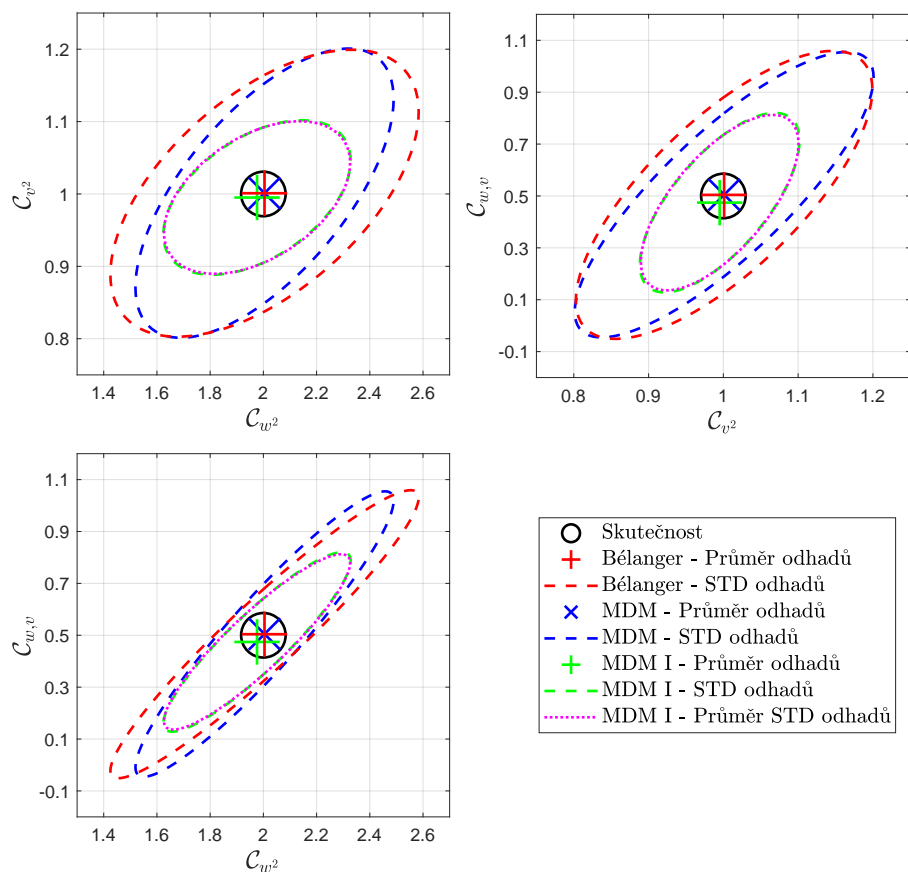 1.2
1.1
1
0.9
0.8
1.4 1.6 1.8 2 2.2 2.4 2.6
𝒞_{w²}
𝒞_{v²}
1.1
0.9
0.7
0.5
0.3
0.1
-0.1
0.8 0.9 1 1.1 1.2
𝒞_{v²}
𝒞_{w,v}
1.1
0.9
0.7
0.5
0.3
0.1
-0.1
1.4 1.6 1.8 2 2.2 2.4 2.6
𝒞_{w²}
𝒞_{w,v}
Skutečnost
Bélanger - Průměr odhadů
Bélanger - STD odhadů
MDM - Průměr odhadů
MDM - STD odhadů
MDM I - Průměr odhadů
MDM I - STD odhadů
MDM I - Průměr STD odhadů